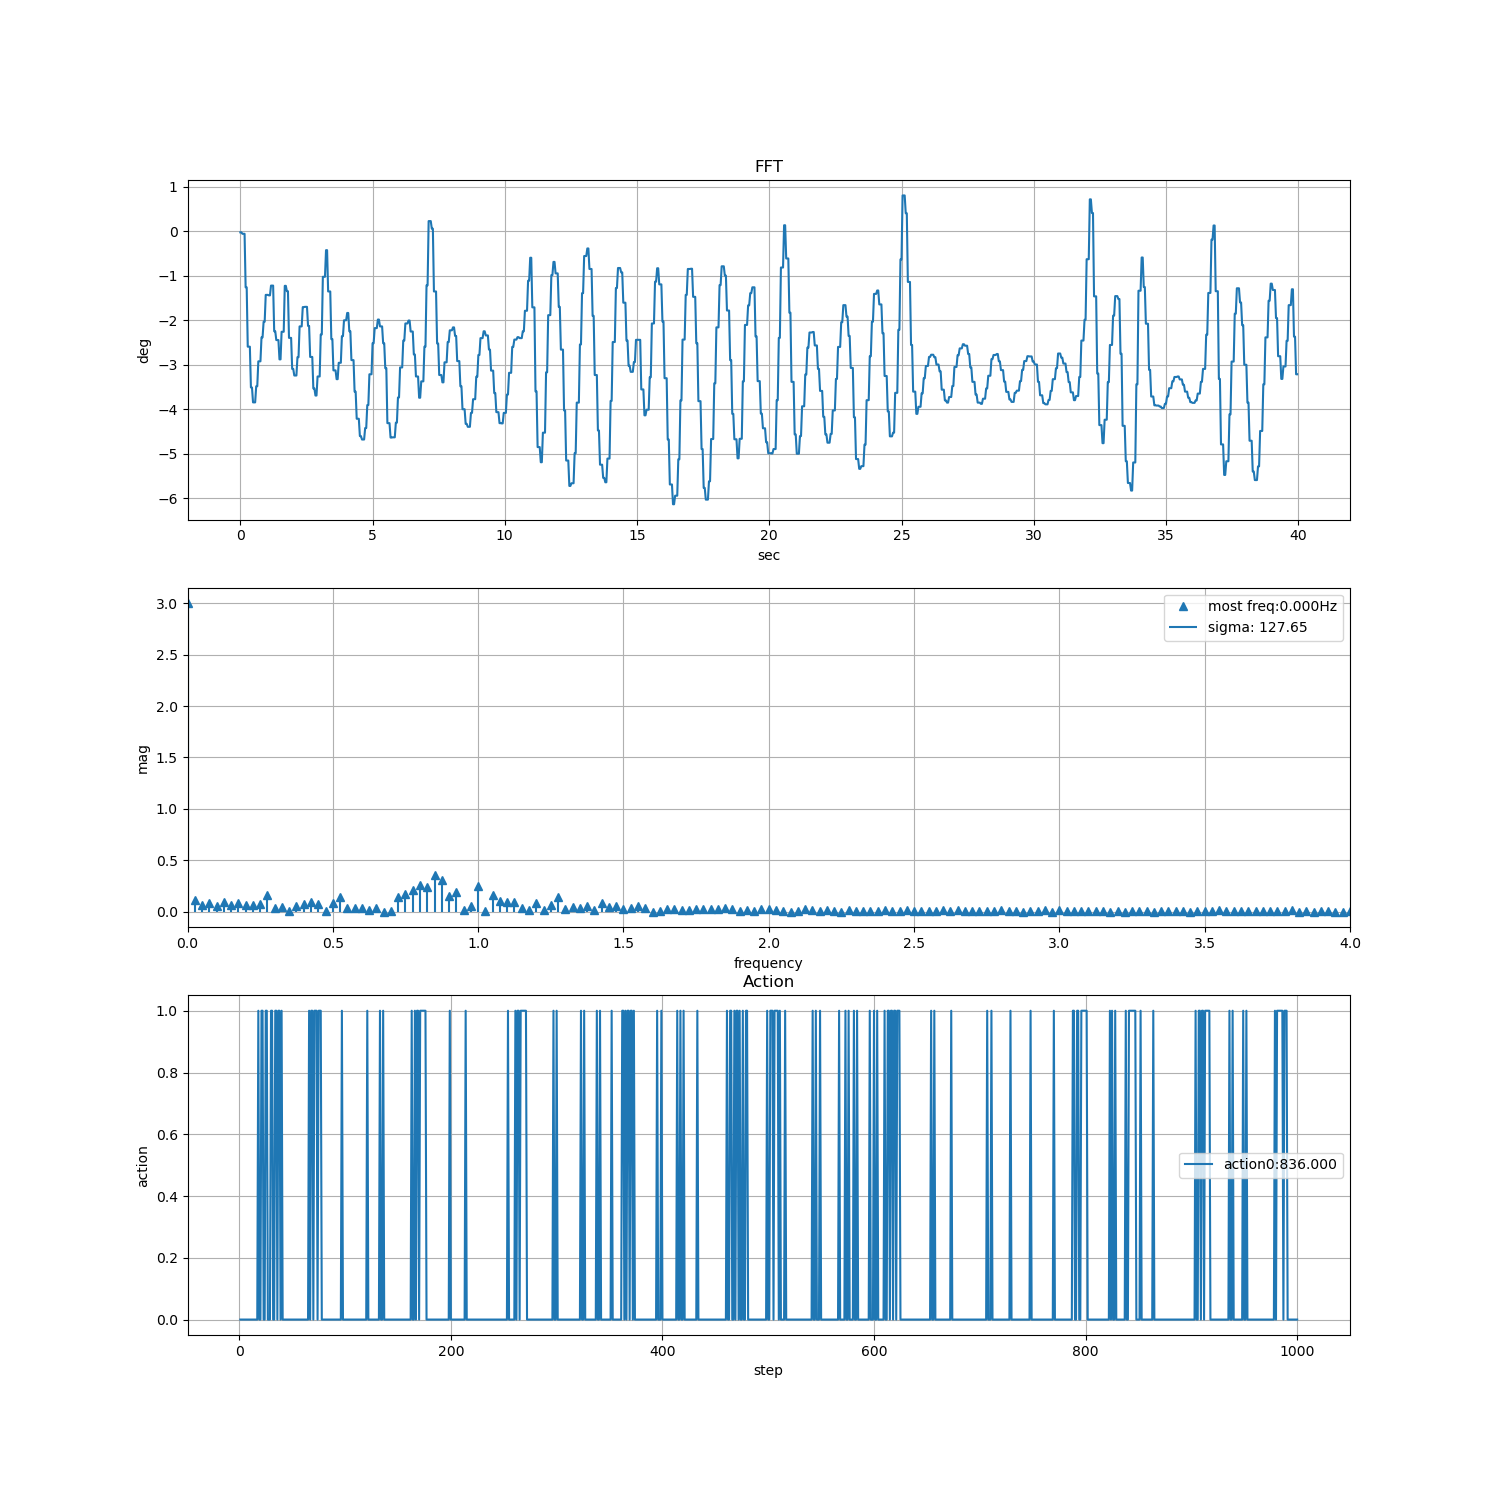 FFT
1
0
−1
−2
−3
−4
−5
−6
deg
0 5 10 15 20 25 30 35 40
sec
3.0
2.5
2.0
1.5
1.0
0.5
0.0
mag
most freq:0.000Hz
sigma: 127.65
0.0 0.5 1.0 1.5 2.0 2.5 3.0 3.5 4.0
frequency
Action
1.0
0.8
0.6
0.4
0.2
0.0
action
action0:836.000
0 200 400 600 800 1000
step